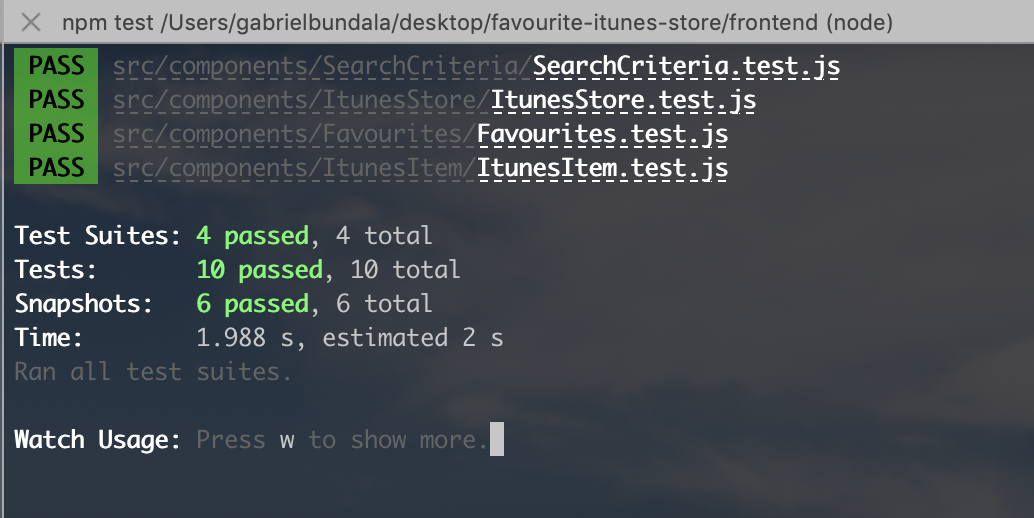 npm test /Users/gabrielbundala/desktop/favourite-itunes-store/frontend (node)
PASS src/components/SearchCriteria/SearchCriteria.test.js
PASS src/components/ItunesStore/ItunesStore.test.js
PASS src/components/Favourites/Favourites.test.js
PASS src/components/ItunesItem/ItunesItem.test.js
Test Suites: 4 passed, 4 total
Tests: 10 passed, 10 total
Snapshots: 6 passed, 6 total
Time: 1.988 s, estimated 2 s
Ran all test suites.
Watch Usage: Press w to show more.